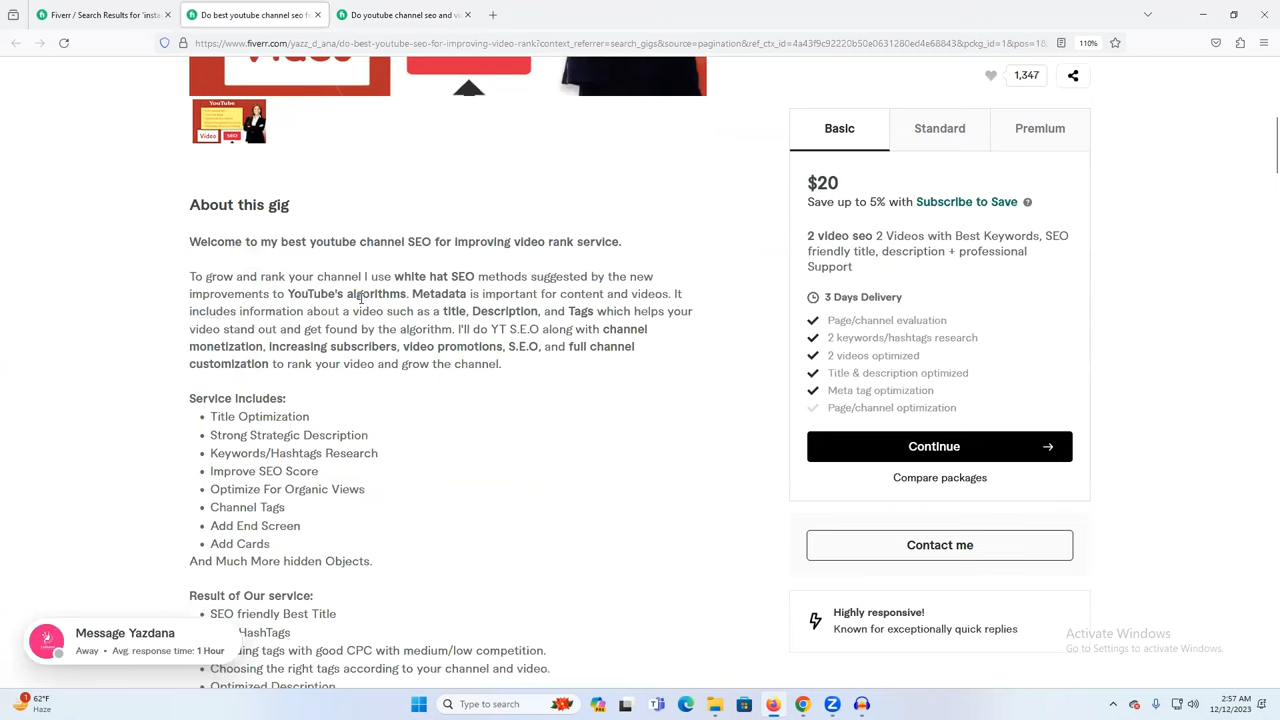 Fiverr / Search Results for 'insta
Do best youtube channel seo f
Do youtube channel seo and vi
https://www.fiverr.com/yazz_d_ana/do-best-youtube-channel-seo-for-improving-video-rank?context_referrer=search_gigs&source=pagination&ref_ctx_id=4a43f9c92220b50e0631280ed4e68843&pckg_id=1&pos=1&
110%
1,347
YouTube
Video
SEO
Basic
Standard
Premium
$20
Save up to 5% with Subscribe to Save
2 video seo 2 Videos with Best Keywords, SEO
friendly title, description + professional
Support
3 Days Delivery
Page/channel evaluation
2 keywords/hashtags research
2 videos optimized
Title & description optimized
Meta tag optimization
Page/channel optimization
Continue
Compare packages
Contact me
Highly responsive!
Known for exceptionally quick replies
About this gig
Welcome to my best youtube channel SEO for improving video rank service.
To grow and rank your channel I use white hat SEO methods suggested by the new
improvements to YouTube's algorithms. Metadata is important for content and videos. It
includes information about a video such as a title, Description, and Tags which helps your
video stand out and get found by the algorithm. I'll do YT S.E.O along with channel
monetization, increasing subscribers, video promotions, S.E.O, and full channel
customization to rank your video and grow the channel.
Service Includes:
• Title Optimization
• Strong Strategic Description
• Keywords/Hashtags Research
• Improve SEO Score
• Optimize For Organic Views
• Channel Tags
• Add End Screen
• Add Cards
And Much More hidden Objects.
Result of Our service:
• SEO friendly Best Title
HashTags
tags with good CPC with medium/low competition.
• Choosing the right tags according to your channel and video.
Optimized Description
Message Yazdana
Away • Avg. response time: 1 Hour
Activate Windows
Go to Settings to activate Windows.
1
62°F
Haze
Type to search
2:57 AM
12/12/2023